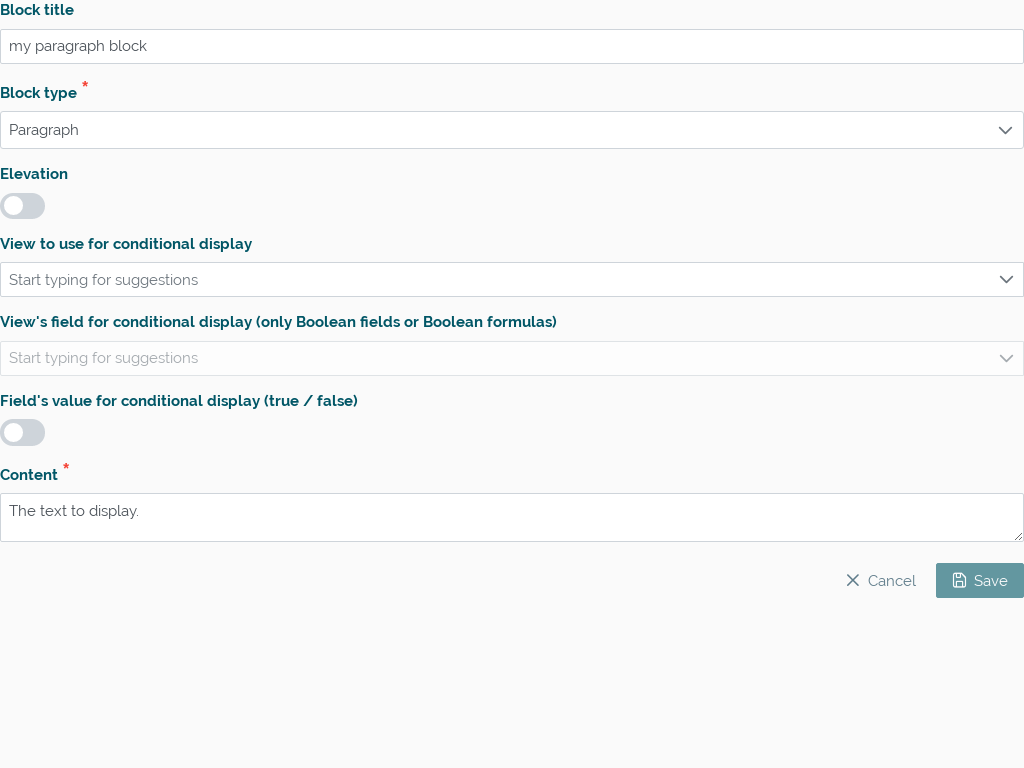 Block title
my paragraph block
Block type *
Paragraph
Elevation
View to use for conditional display
Start typing for suggestions
View's field for conditional display (only Boolean fields or Boolean formulas)
Start typing for suggestions
Field's value for conditional display (true / false)
Content *
The text to display.
Cancel Save